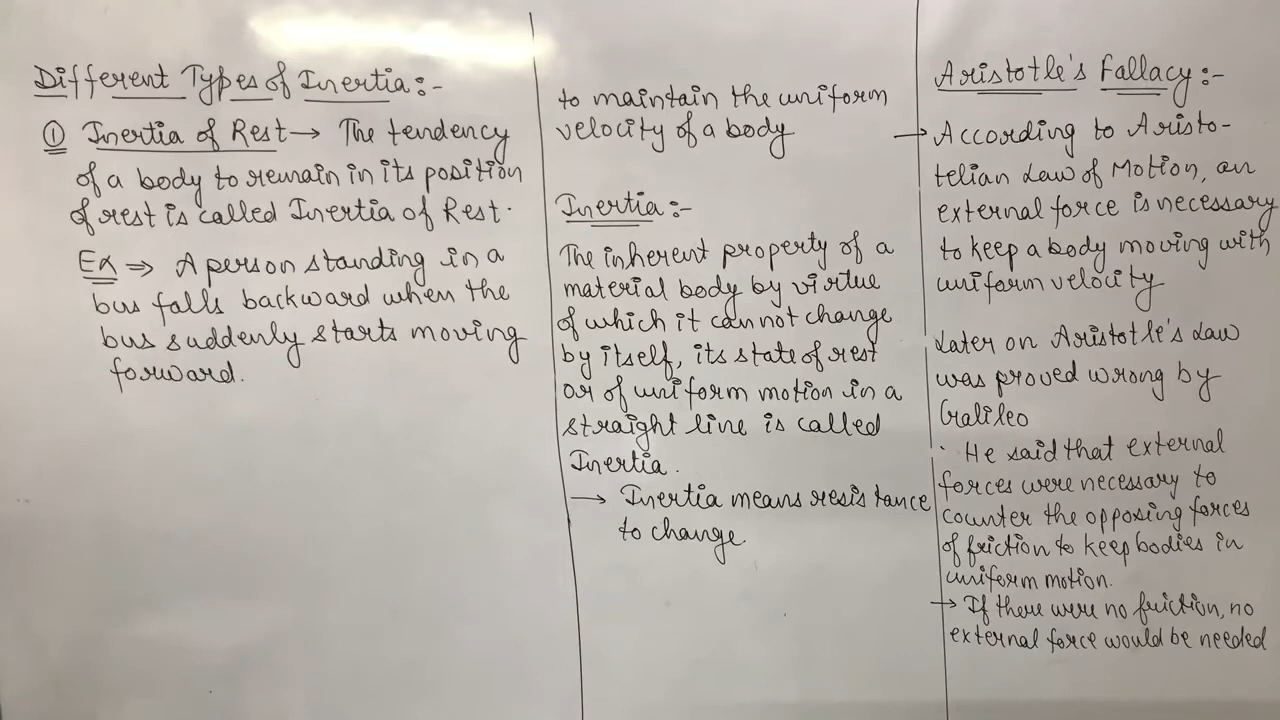 Different Types of Inertia:-
① Inertia of Rest → The tendency
of a body to remain in its position
of rest is called Inertia of Rest.
Ex ⇒ A person standing in a
bus falls backward when the
bus suddenly starts moving
forward.
to maintain the uniform
velocity of a body
Inertia:-
The inherent property of a
material body by virtue
of which it cannot change
by itself, its state of rest
or of uniform motion in a
straight line is called
Inertia.
→ Inertia means resistance
to change
Aristotle's Fallacy:-
→ According to Aristo-
telian Law of Motion, an
external force is necessary
to keep a body moving with
uniform velocity
Later on Aristotle's Law
was proved wrong by
Galileo
. He said that external
forces were necessary to
counter the opposing forces
of friction to keep bodies in
uniform motion.
→ If there were no friction, no
external force would be needed